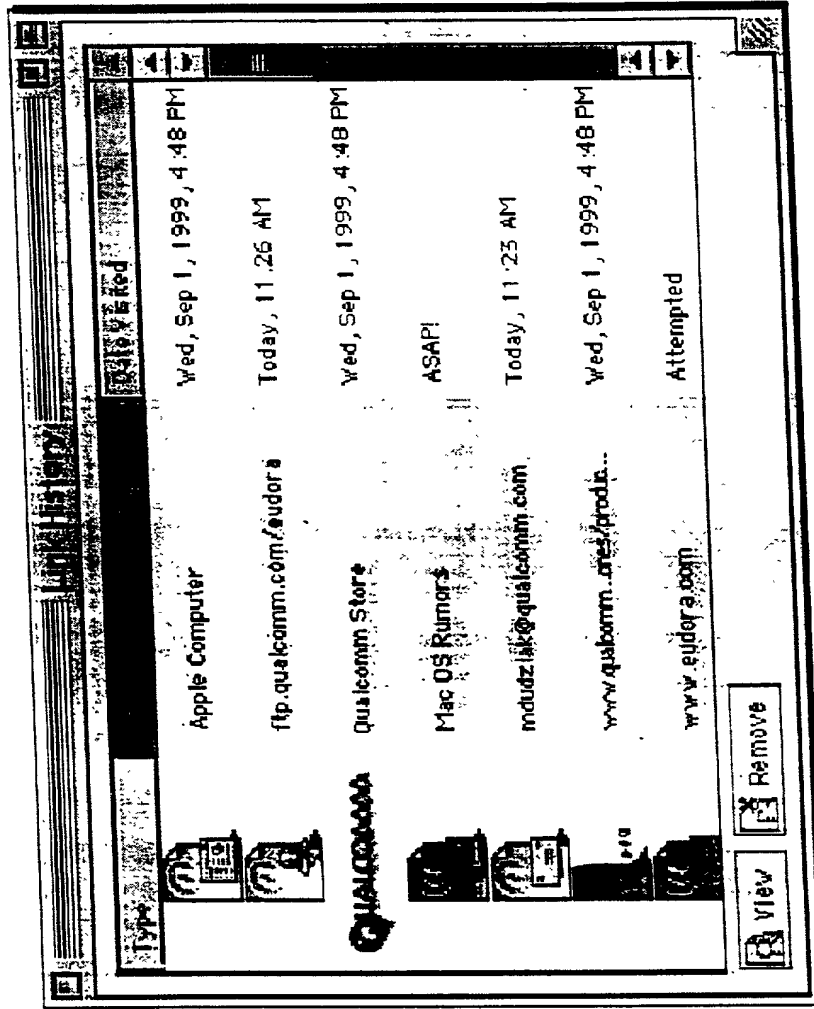 Link History
Type Date Visited
Apple Computer Wed, Sep 1, 1999, 4:48 PM
ftp.qualcomm.com/eudora Today, 11:26 AM
QUALCOMM Qualcomm Store Wed, Sep 1, 1999, 4:48 PM
Mac OS Rumors ASAP!
mdudziak@qualcomm.com Today, 11:23 AM
www.qualcomm...ores/produc... Wed, Sep 1, 1999, 4:48 PM
www.eudora.com Attempted
View Remove